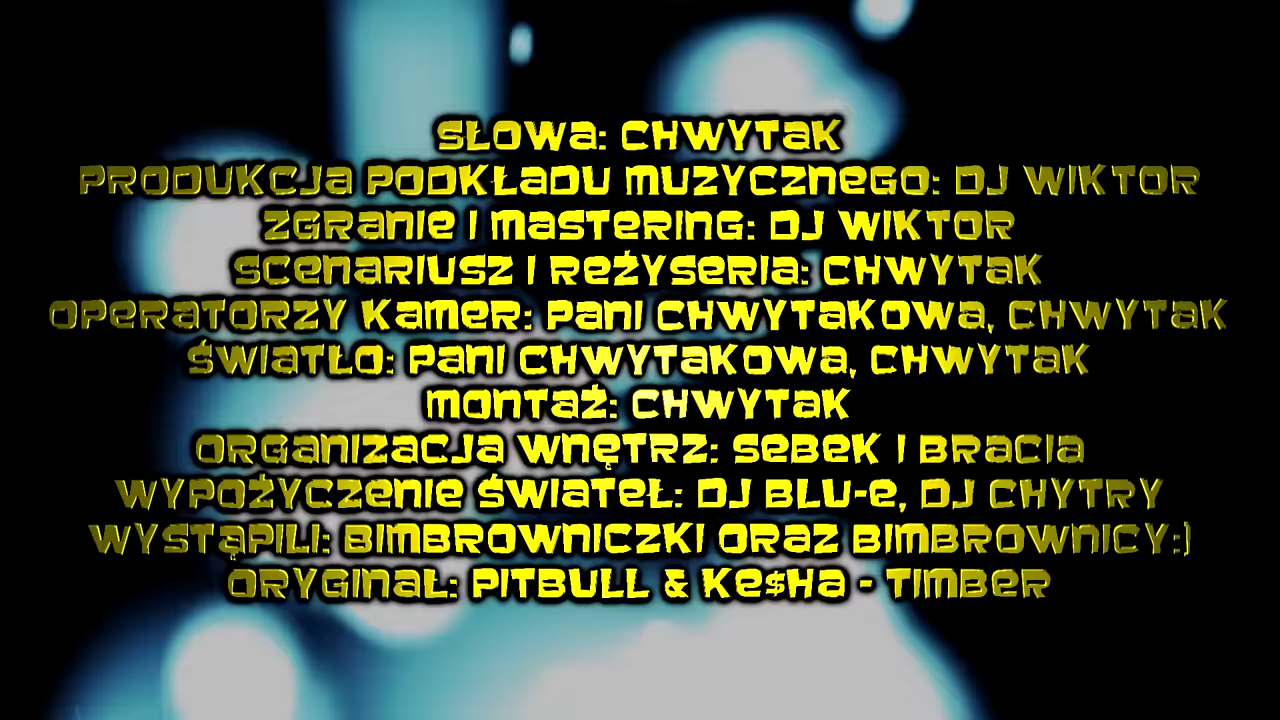 SŁOWA: CHWYTAK
PRODUKCJA PODKŁADU MUZYCZNEGO: DJ WIKTOR
ZGRANIE I MASTERING: DJ WIKTOR
SCENARIUSZ I REŻYSERIA: CHWYTAK
OPERATORZY KAMER: PANI CHWYTAKOWA, CHWYTAK
ŚWIATŁO: PANI CHWYTAKOWA, CHWYTAK
MONTAŻ: CHWYTAK
ORGANIZACJA WNĘTRZ: SEBEK I BRACIA
WYPOŻYCZENIE ŚWIATEŁ: DJ BLU-E, DJ CHYTRY
WYSTĄPILI: BIMBROWNICZKI ORAZ BIMBROWNICY:)
ORYGINAŁ: PITBULL & KE$HA - TIMBER